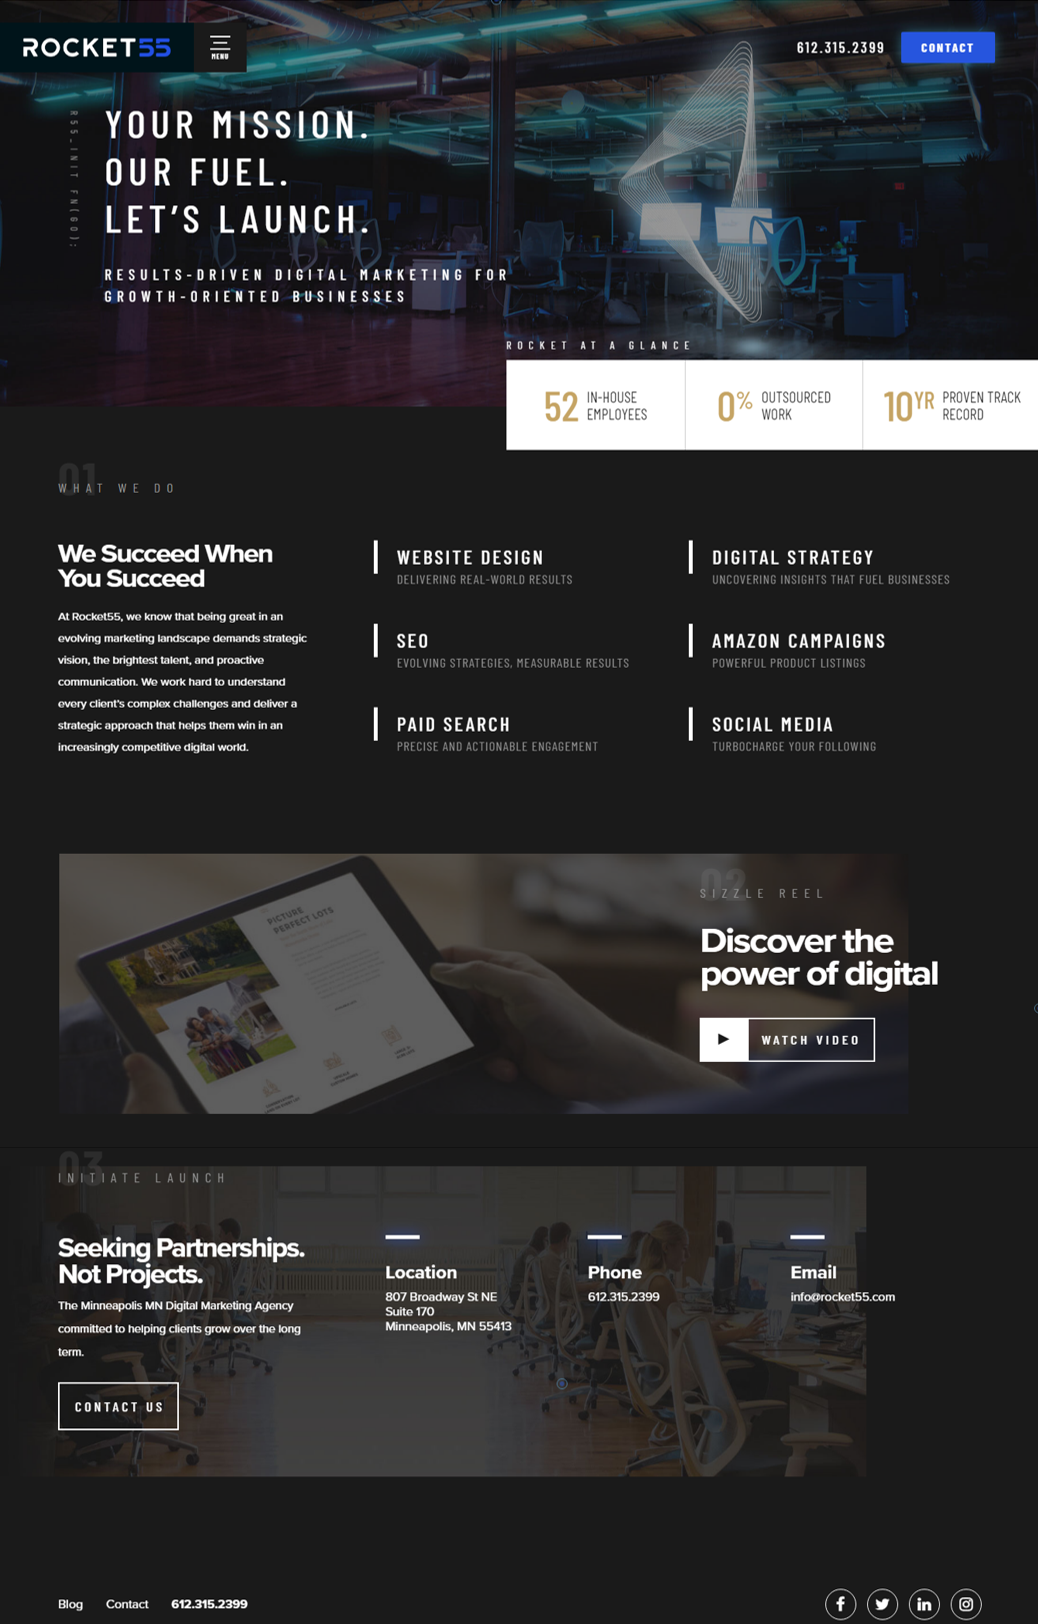 ROCKET55
MENU
612.315.2399
CONTACT
R55_INIT FN(GO);
YOUR MISSION.
OUR FUEL.
LET'S LAUNCH.
RESULTS-DRIVEN DIGITAL MARKETING FOR
GROWTH-ORIENTED BUSINESSES
ROCKET AT A GLANCE
52 IN-HOUSE
EMPLOYEES
0% OUTSOURCED
WORK
10YR PROVEN TRACK
RECORD
01
WHAT WE DO
We Succeed When
You Succeed
At Rocket55, we know that being great in an
evolving marketing landscape demands strategic
vision, the brightest talent, and proactive
communication. We work hard to understand
every client's complex challenges and deliver a
strategic approach that helps them win in an
increasingly competitive digital world.
WEBSITE DESIGN
DELIVERING REAL-WORLD RESULTS
DIGITAL STRATEGY
UNCOVERING INSIGHTS THAT FUEL BUSINESSES
SEO
EVOLVING STRATEGIES, MEASURABLE RESULTS
AMAZON CAMPAIGNS
POWERFUL PRODUCT LISTINGS
PAID SEARCH
PRECISE AND ACTIONABLE ENGAGEMENT
SOCIAL MEDIA
TURBOCHARGE YOUR FOLLOWING
PICTURE
PERFECT LOTS
02
SIZZLE REEL
Discover the
power of digital
WATCH VIDEO
03
INITIATE LAUNCH
Seeking Partnerships.
Not Projects.
The Minneapolis MN Digital Marketing Agency
committed to helping clients grow over the long
term.
CONTACT US
Location
807 Broadway St NE
Suite 170
Minneapolis, MN 55413
Phone
612.315.2399
Email
info@rocket55.com
Blog
Contact
612.315.2399